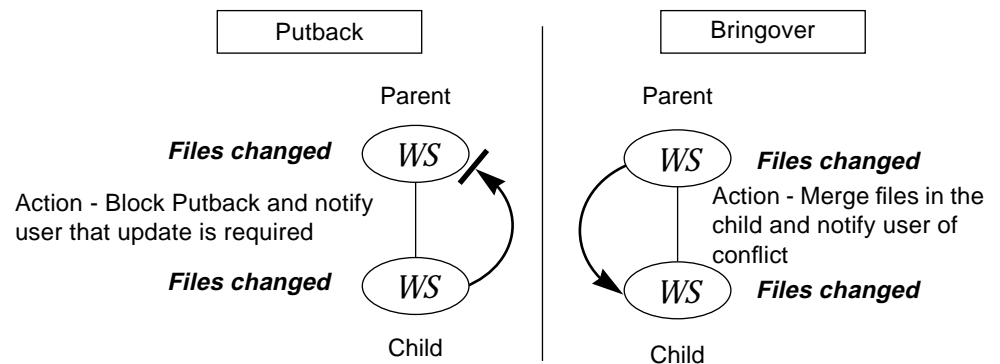 Putback
Parent
Files changed
WS
Action - Block Putback and notify
user that update is required
Files changed
WS
Child
Bringover
Parent
WS
Files changed
Action - Merge files in the
child and notify user of
conflict
WS
Files changed
Child